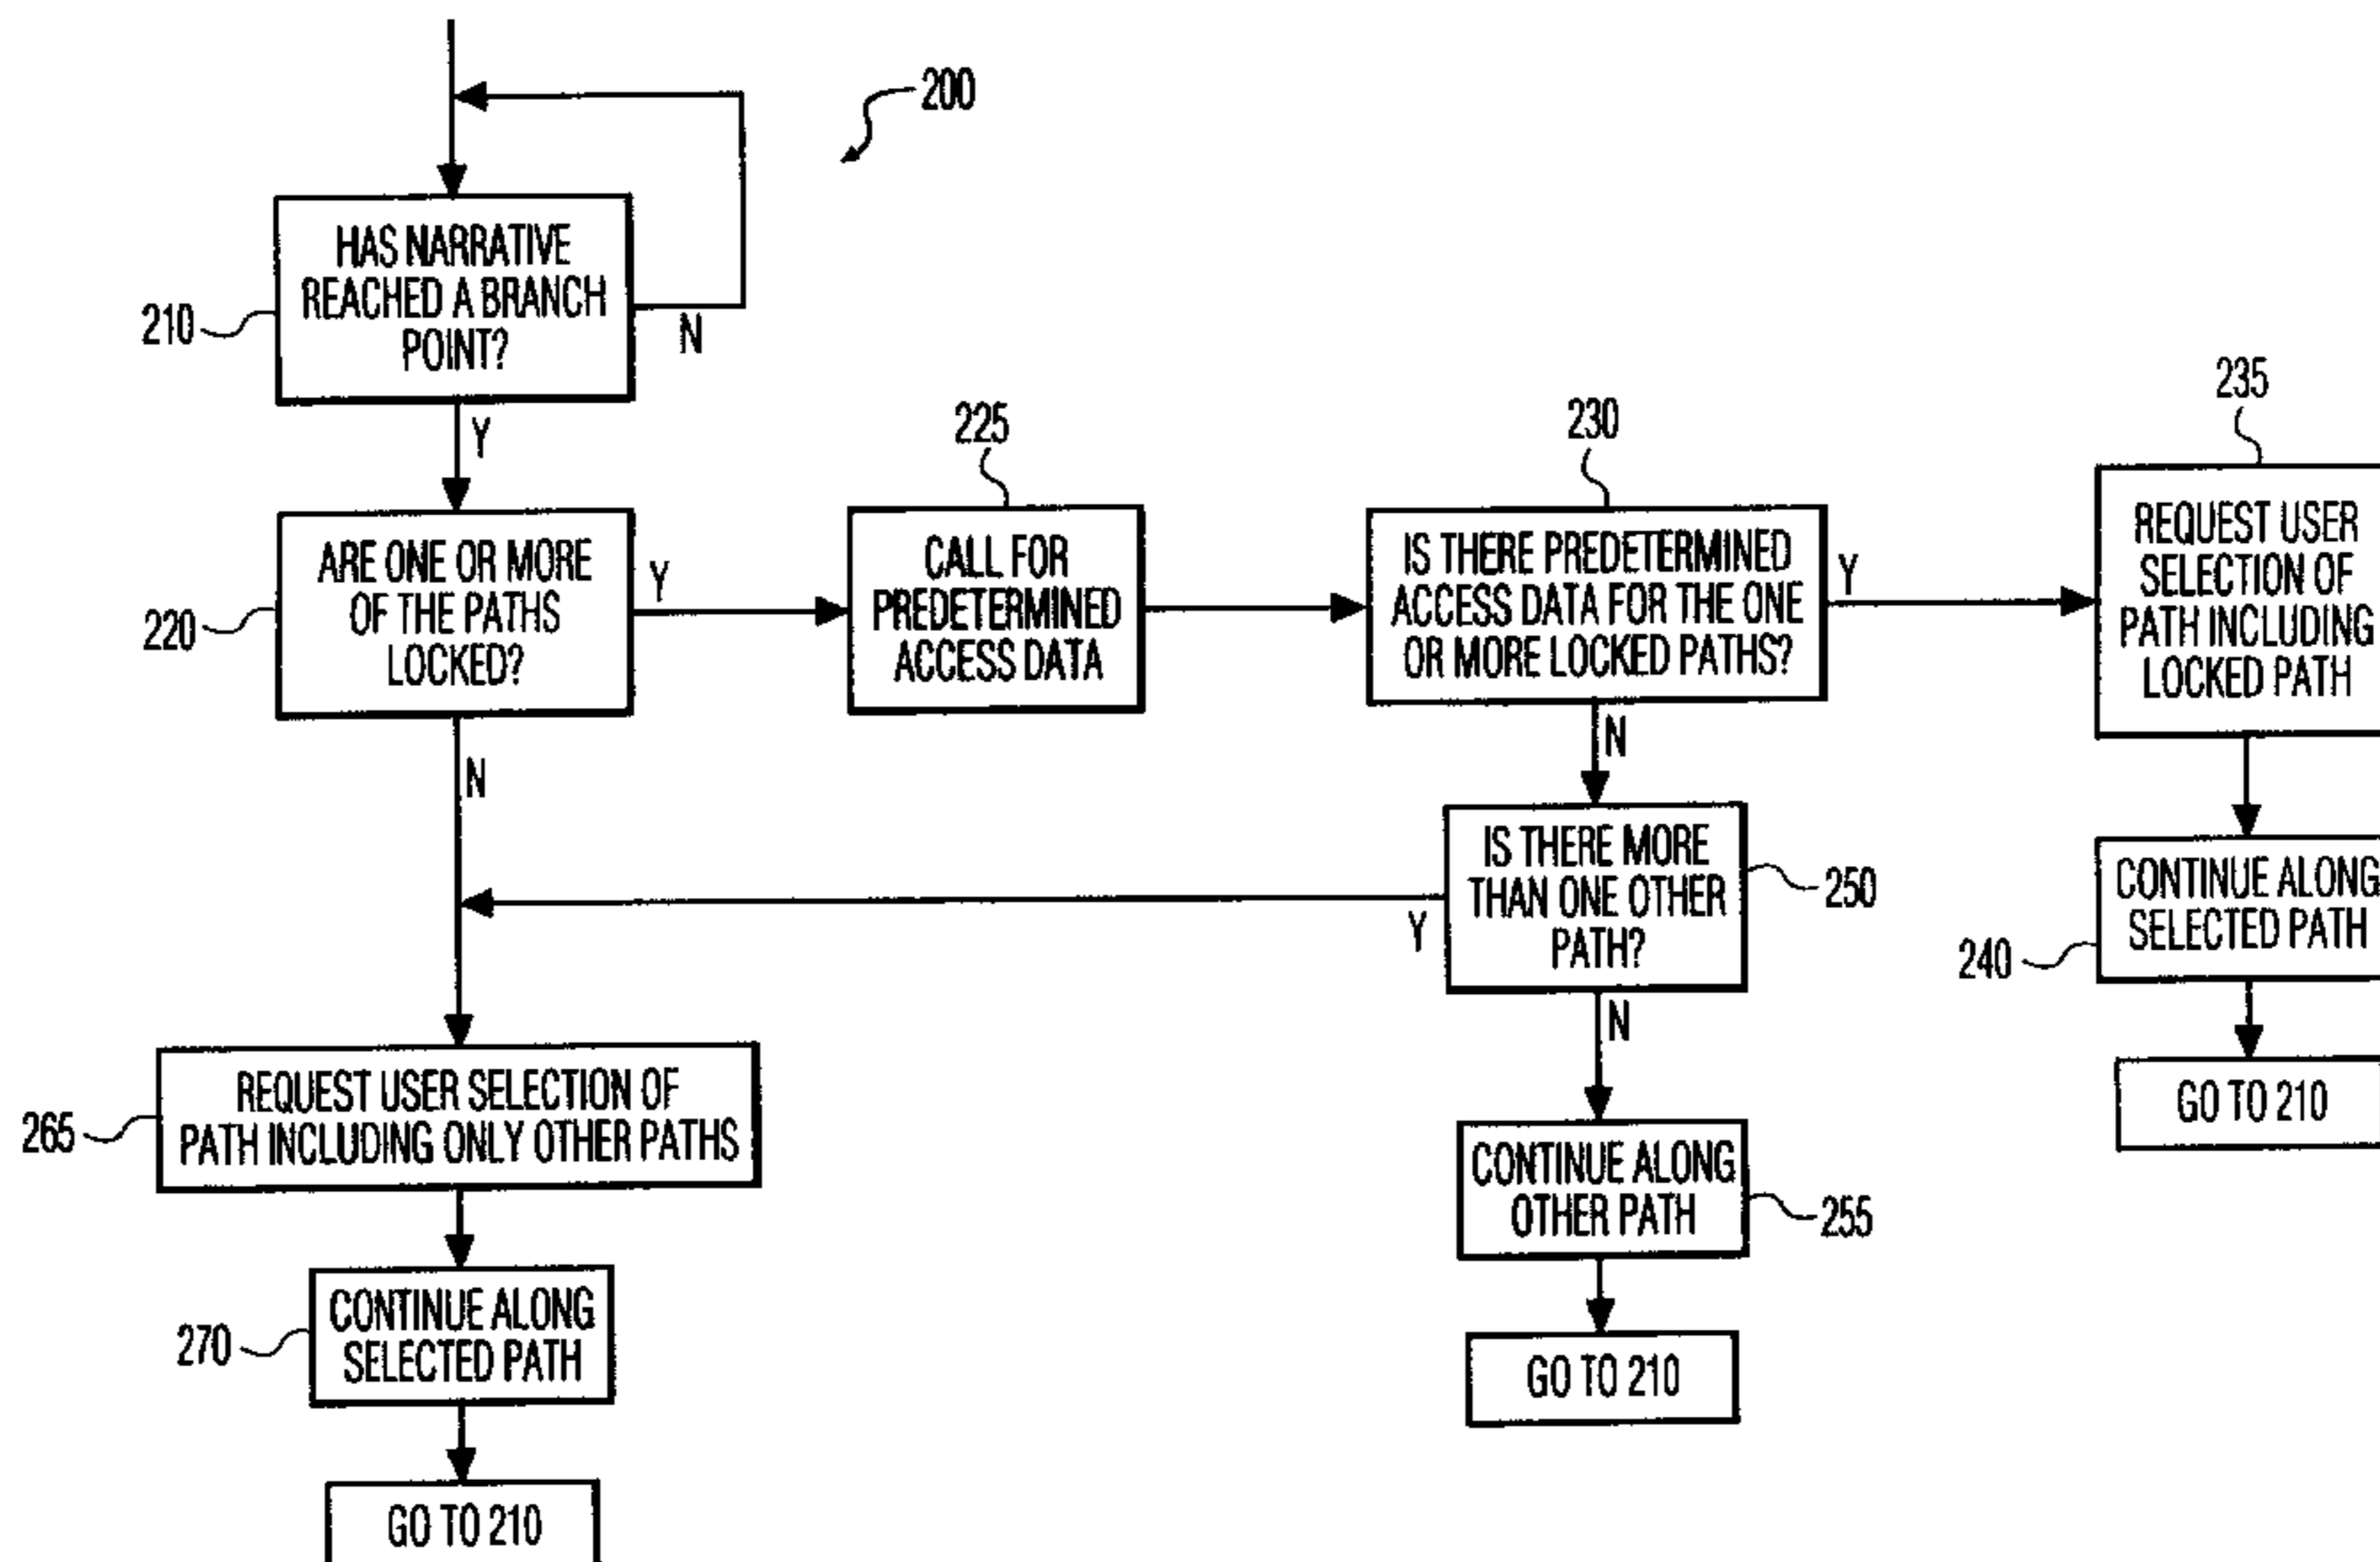 200
HAS NARRATIVE
REACHED A BRANCH
POINT?
210
N
Y
225
230
235
ARE ONE OR MORE
OF THE PATHS
LOCKED?
220
Y
N
CALL FOR
PREDETERMINED
ACCESS DATA
IS THERE PREDETERMINED
ACCESS DATA FOR THE ONE
OR MORE LOCKED PATHS?
Y
N
REQUEST USER
SELECTION OF
PATH INCLUDING
LOCKED PATH
IS THERE MORE
THAN ONE OTHER
PATH?
250
Y
N
CONTINUE ALONG
SELECTED PATH
240
GO TO 210
REQUEST USER SELECTION OF
PATH INCLUDING ONLY OTHER PATHS
265
CONTINUE ALONG
OTHER PATH
255
GO TO 210
CONTINUE ALONG
SELECTED PATH
270
GO TO 210